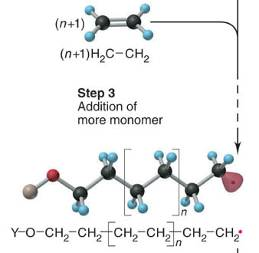 (n+1)
(n+1)H₂C–CH₂
Step 3
Addition of
more monomer
n
Y–O–CH₂–CH₂–[CH₂–CH₂]ₙ–CH₂–CH₂•